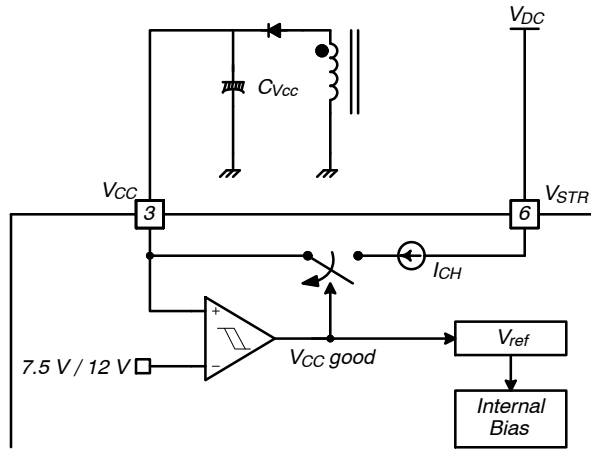 VDC
CVcc
VCC
3
6
VSTR
ICH
+
7.5 V / 12 V
−
VCC good
Vref
Internal
Bias